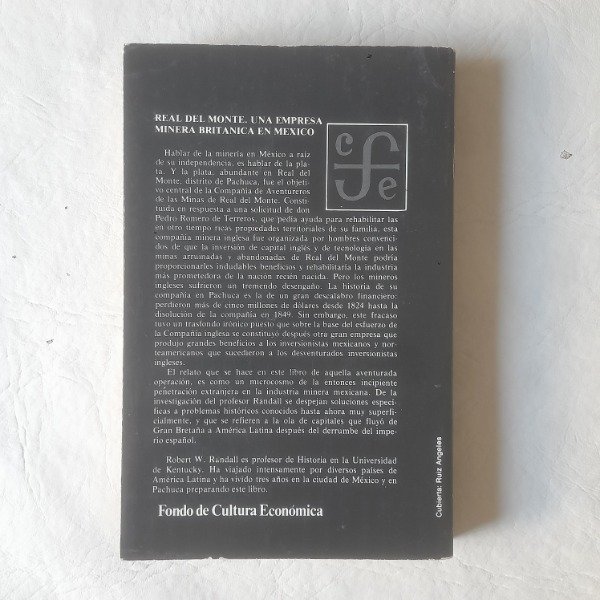 REAL DEL MONTE. UNA EMPRESA
MINERA BRITANICA EN MEXICO
c f e
Hablar de la minería en México a raíz
de su independencia, es hablar de la pla-
ta. Y la plata, abundante en Real del
Monte, distrito de Pachuca, fue el objeti-
vo central de la Compañía de Aventureros
de las Minas de Real del Monte. Consti-
tuida en respuesta a una solicitud de don
Pedro Romero de Terreros, que pedía ayuda para rehabilitar las
en otro tiempo ricas propiedades territoriales de su familia, esta
compañía minera inglesa fue organizada por hombres convenci-
dos de que la inversión de capital inglés y de tecnología en las
minas arrumadas y abandonadas de Real del Monte podría
proporcionarles indudables beneficios y rehabilitaría la industria
más prometedora de la nación recién nacida. Pero los mineros
ingleses sufrieron un tremendo desengaño. La historia de su
compañía en Pachuca es la de un gran descalabro financiero:
perdieron más de cinco millones de dólares desde 1824 hasta la
disolución de la compañía en 1849. Sin embargo, este fracaso
tuvo un trasfondo irónico puesto que sobre la base del esfuerzo de
la Compañía inglesa se constituyó después otra gran empresa que
produjo grandes beneficios a los inversionistas mexicanos y nor-
teamericanos que sucedieron a los desventurados inversionistas
ingleses.
El relato que se hace en este libro de aquella aventurada
operación, es como un microcosmo de la entonces incipiente
penetración extranjera en la industria minera mexicana. De la
investigación del profesor Randall se despejan soluciones especí-
ficas a problemas históricos conocidos hasta ahora muy superfi-
cialmente, y que se refieren a la ola de capitales que fluyó de
Gran Bretaña a América Latina después del derrumbe del impe-
rio español.
Robert W. Randall es profesor de Historia en la Universidad
de Kentucky. Ha viajado intensamente por diversos países de
América Latina y ha vivido tres años en la ciudad de México y en
Pachuca preparando este libro.
Fondo de Cultura Económica
Cubierta: Ruiz Angeles